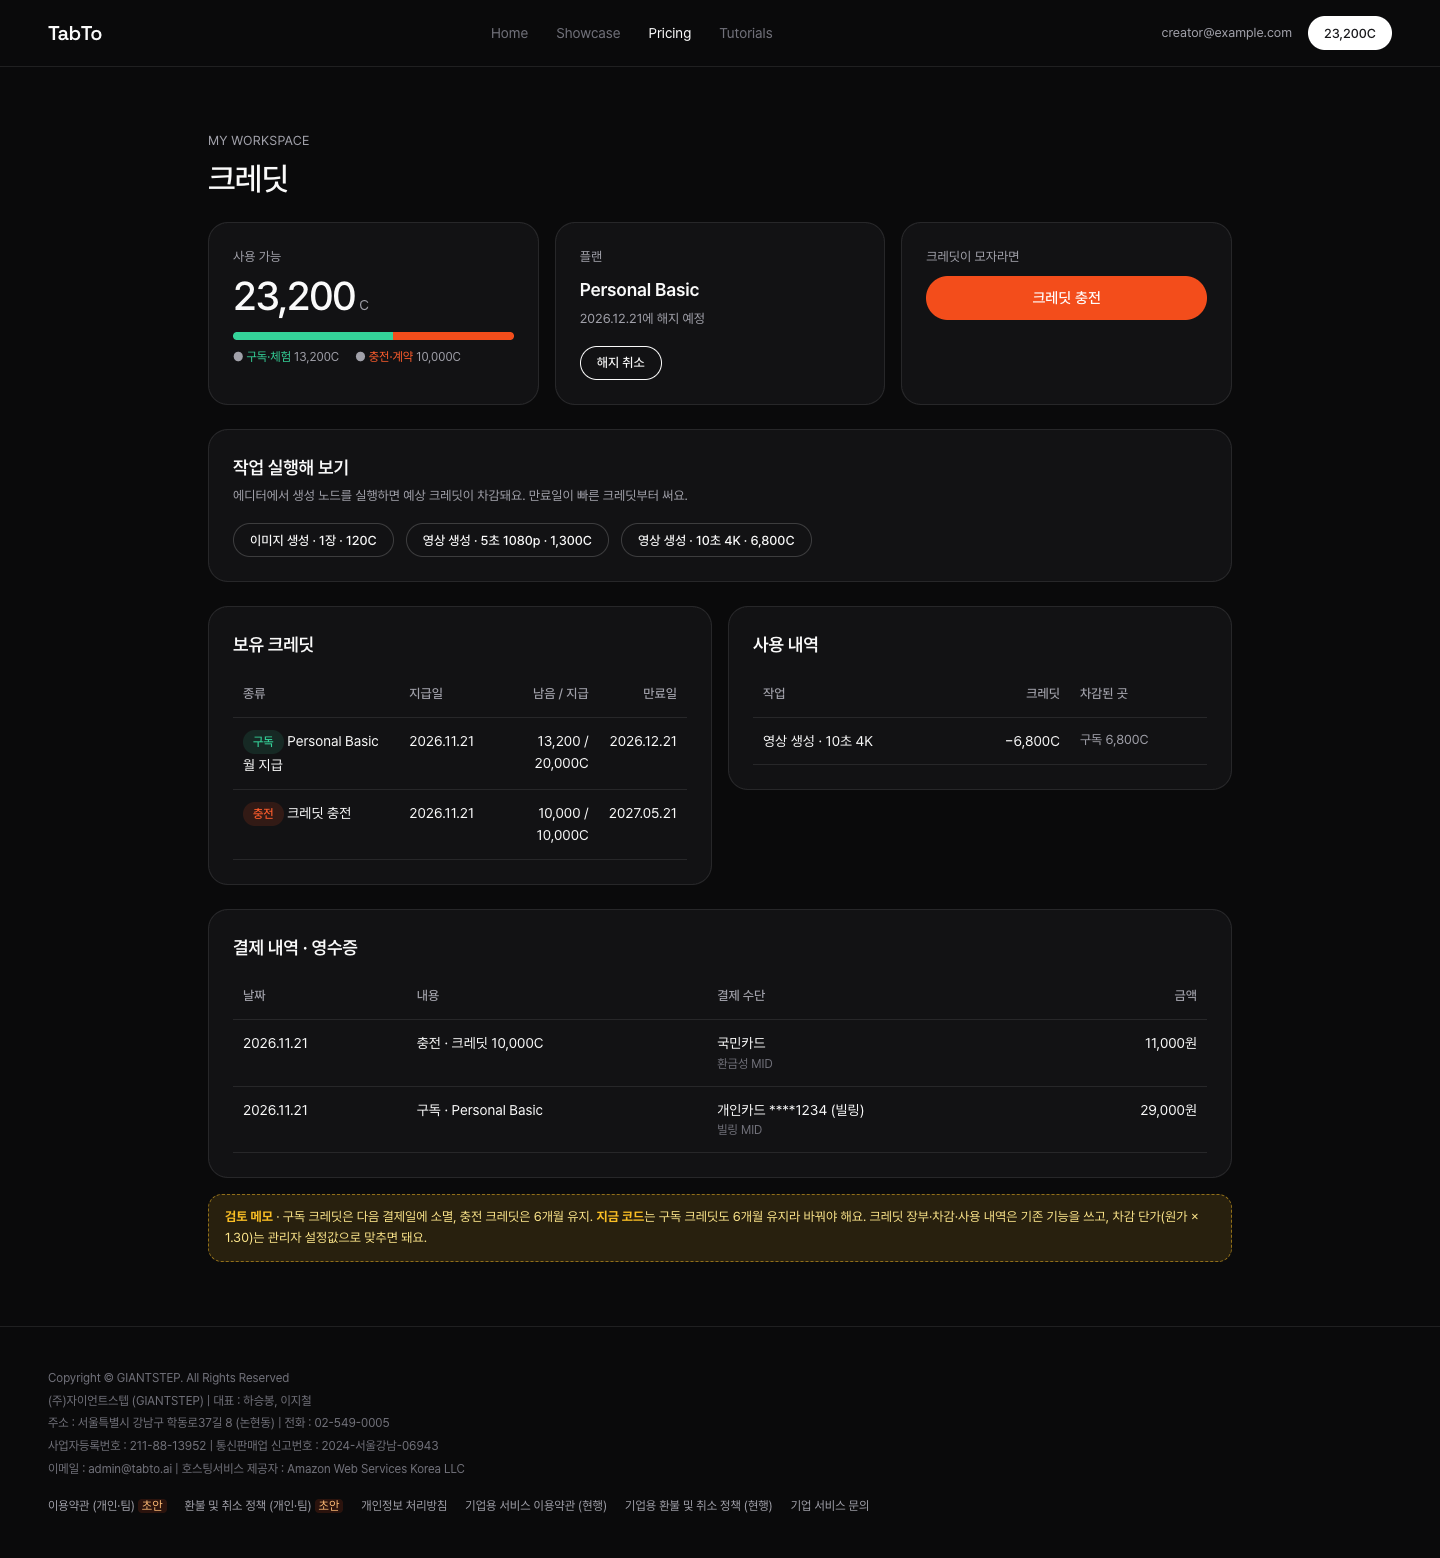 TabTo
Home Showcase Pricing Tutorials
creator@example.com 23,200C
MY WORKSPACE
크레딧
사용 가능
23,200 C
구독·체험 13,200C 충전·계약 10,000C
플랜
Personal Basic
2026.12.21에 해지 예정
해지 취소
크레딧이 모자라면
크레딧 충전
작업 실행해 보기
에디터에서 생성 노드를 실행하면 예상 크레딧이 차감돼요. 만료일이 빠른 크레딧부터 써요.
이미지 생성 · 1장 · 120C 영상 생성 · 5초 1080p · 1,300C 영상 생성 · 10초 4K · 6,800C
보유 크레딧
종류 지급일 남음 / 지급 만료일
구독 Personal Basic 2026.11.21 13,200 / 2026.12.21
월 지급 20,000C
충전 크레딧 충전 2026.11.21 10,000 / 2027.05.21
10,000C
사용 내역
작업 크레딧 차감된 곳
영상 생성 · 10초 4K −6,800C 구독 6,800C
결제 내역 · 영수증
날짜 내용 결제 수단 금액
2026.11.21 충전 · 크레딧 10,000C 국민카드 11,000원
환금성 MID
2026.11.21 구독 · Personal Basic 개인카드 ****1234 (빌링) 29,000원
빌링 MID
검토 메모 · 구독 크레딧은 다음 결제일에 소멸, 충전 크레딧은 6개월 유지. 지금 코드는 구독 크레딧도 6개월 유지라 바꿔야 해요. 크레딧 장부·차감·사용 내역은 기존 기능을 쓰고, 차감 단가(원가 ×
1.30)는 관리자 설정값으로 맞추면 돼요.
Copyright © GIANTSTEP. All Rights Reserved
(주)자이언트스텝 (GIANTSTEP) | 대표 : 하승봉, 이지철
주소 : 서울특별시 강남구 학동로37길 8 (논현동) | 전화 : 02-549-0005
사업자등록번호 : 211-88-13952 | 통신판매업 신고번호 : 2024-서울강남-06943
이메일 : admin@tabto.ai | 호스팅서비스 제공자 : Amazon Web Services Korea LLC
이용약관 (개인·팀) 초안 환불 및 취소 정책 (개인·팀) 초안 개인정보 처리방침 기업용 서비스 이용약관 (현행) 기업용 환불 및 취소 정책 (현행) 기업 서비스 문의